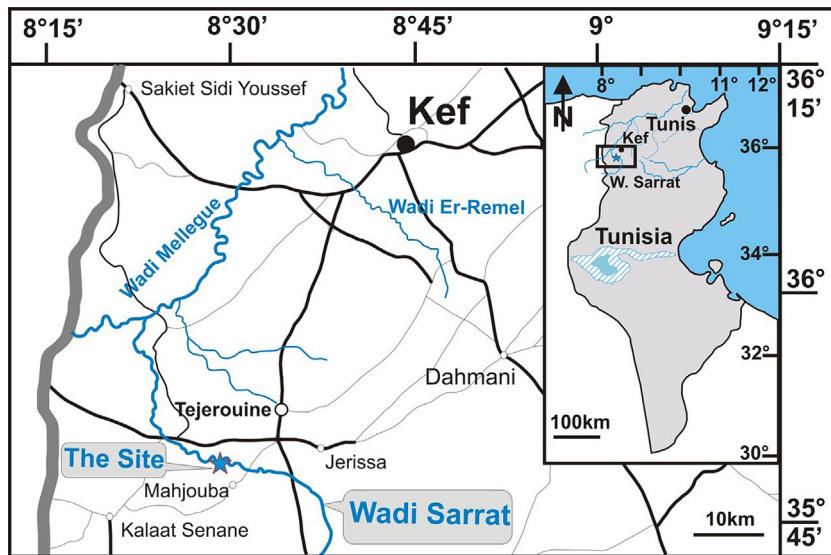 8°15'
8°30'
8°45'
9°
9°15'
36°
15'
Sakiet Sidi Youssef
Kef
Wadi Er-Remel
Wadi Mellegue
Dahmani
Tejerouine
The Site
Jerissa
Mahjouba
Wadi Sarrat
Kalaat Senane
10km
36°
35°
45'
8°
11°
12°
N
Tunis
Kef
36°
W. Sarrat
Tunisia
34°
32°
100km
30°